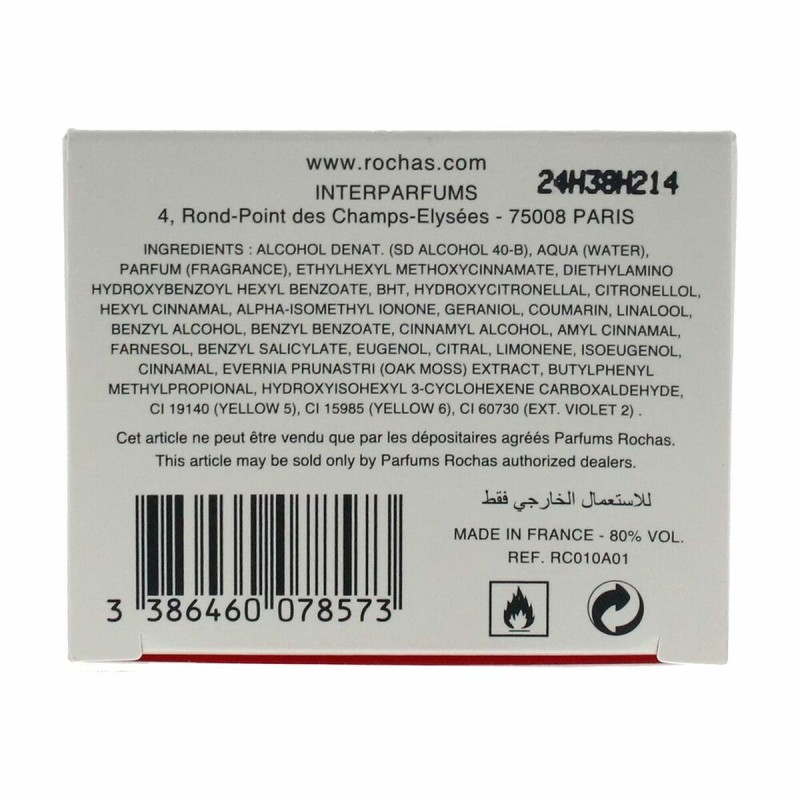 www.rochas.com
24H38H214
INTERPARFUMS
4, Rond-Point des Champs-Elysées - 75008 PARIS
INGREDIENTS : ALCOHOL DENAT. (SD ALCOHOL 40-B), AQUA (WATER),
PARFUM (FRAGRANCE), ETHYLHEXYL METHOXYCINNAMATE, DIETHYLAMINO
HYDROXYBENZOYL HEXYL BENZOATE, BHT, HYDROXYCITRONELLAL, CITRONELLOL,
HEXYL CINNAMAL, ALPHA-ISOMETHYL IONONE, GERANIOL, COUMARIN, LINALOOL,
BENZYL ALCOHOL, BENZYL BENZOATE, CINNAMYL ALCOHOL, AMYL CINNAMAL,
FARNESOL, BENZYL SALICYLATE, EUGENOL, CITRAL, LIMONENE, ISOEUGENOL,
CINNAMAL, EVERNIA PRUNASTRI (OAK MOSS) EXTRACT, BUTYLPHENYL
METHYLPROPIONAL, HYDROXYISOHEXYL 3-CYCLOHEXENE CARBOXALDEHYDE,
CI 19140 (YELLOW 5), CI 15985 (YELLOW 6), CI 60730 (EXT. VIOLET 2) .
Cet article ne peut être vendu que par les dépositaires agréés Parfums Rochas.
This article may be sold only by Parfums Rochas authorized dealers.
للاستعمال الخارجي فقط
MADE IN FRANCE - 80% VOL.
REF. RC010A01
3 386460 078573